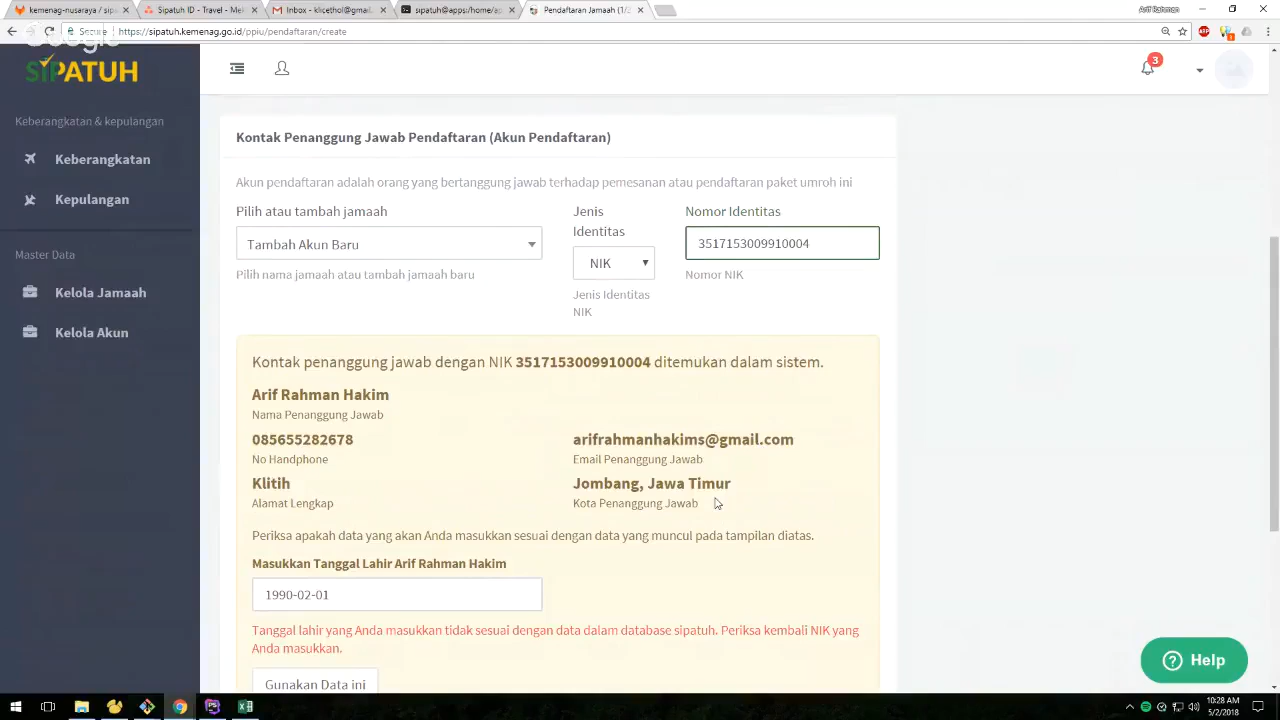 kemenag-nusaraya / sip
Sipatuh ID - Travel - Me
Inbox - klicethol@gmail.
sipatuh@apps/home/ap
Pendaftaran Jamaah (1/
Arif Rahman
Secure
https://sipatuh.kemenag.go.id/ppiu/pendaftaran/create
Google
SIPATUH
3
Keberangkatan & kepulangan
Keberangkatan
Kepulangan
Master Data
Kelola Jamaah
Kelola Akun
Kontak Penanggung Jawab Pendaftaran (Akun Pendaftaran)
Akun pendaftaran adalah orang yang bertanggung jawab terhadap pemesanan atau pendaftaran paket umroh ini
Pilih atau tambah jamaah
Jenis
Identitas
Nomor Identitas
Tambah Akun Baru
NIK
3517153009910004
Pilih nama jamaah atau tambah jamaah baru
Jenis Identitas
NIK
Nomor NIK
Kontak penanggung jawab dengan NIK 3517153009910004 ditemukan dalam sistem.
Arif Rahman Hakim
Nama Penanggung Jawab
085655282678
No Handphone
arifrahmanhakims@gmail.com
Email Penanggung Jawab
Klitih
Alamat Lengkap
Jombang, Jawa Timur
Kota Penanggung Jawab
Periksa apakah data yang akan Anda masukkan sesuai dengan data yang muncul pada tampilan diatas.
Masukkan Tanggal Lahir Arif Rahman Hakim
1990-02-01
Tanggal lahir yang Anda masukkan tidak sesuai dengan data dalam database sipatuh. Periksa kembali NIK yang
Anda masukkan.
Gunakan Data ini
Help
10:28 AM
5/2/2018